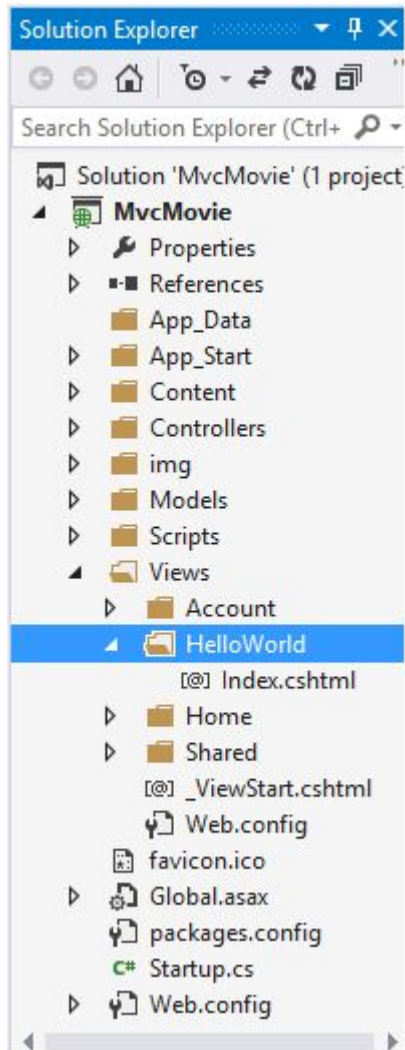 Solution Explorer
Search Solution Explorer (Ctrl+
Solution 'MvcMovie' (1 project
MvcMovie
Properties
References
App_Data
App_Start
Content
Controllers
img
Models
Scripts
Views
Account
HelloWorld
[@] Index.cshtml
Home
Shared
[@] _ViewStart.cshtml
Web.config
favicon.ico
Global.asax
packages.config
C# Startup.cs
Web.config